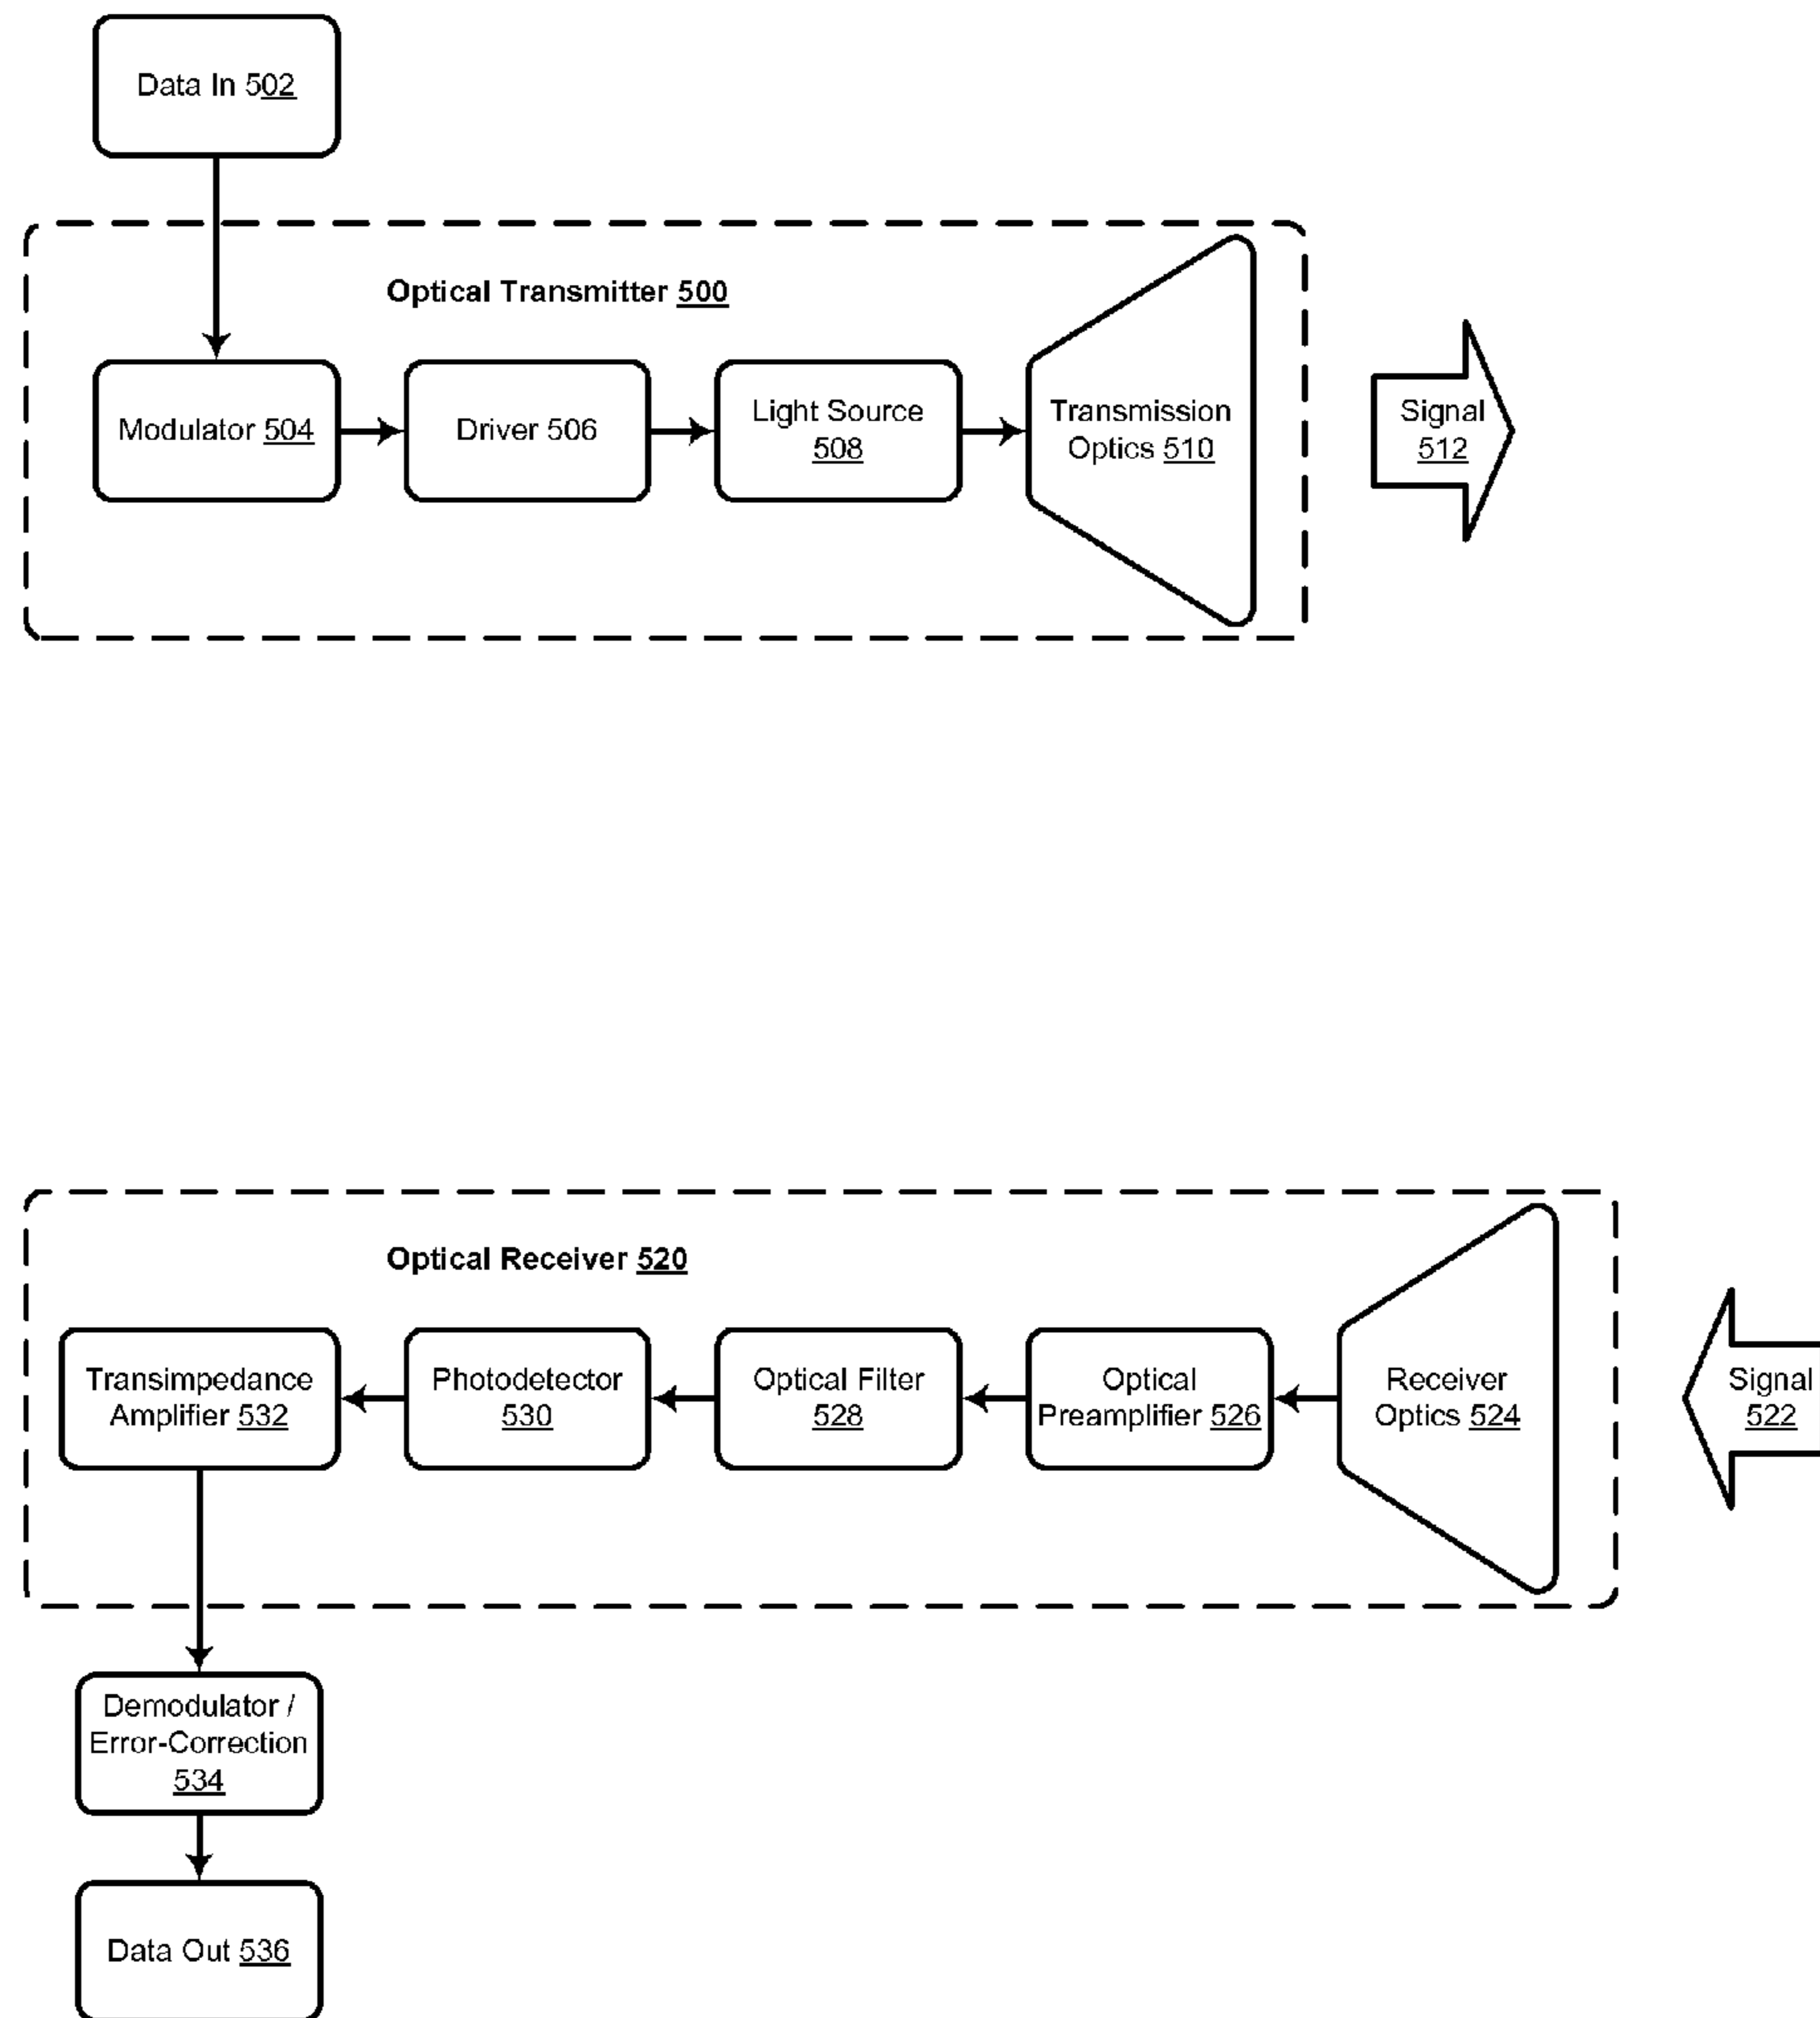 Data In 502
Optical Transmitter 500
Modulator 504
Driver 506
Light Source
508
Transmission
Optics 510
Signal
512
Optical Receiver 520
Transimpedance
Amplifier 532
Photodetector
530
Optical Filter
528
Optical
Preamplifier 526
Receiver
Optics 524
Signal
522
Demodulator /
Error-Correction
534
Data Out 536